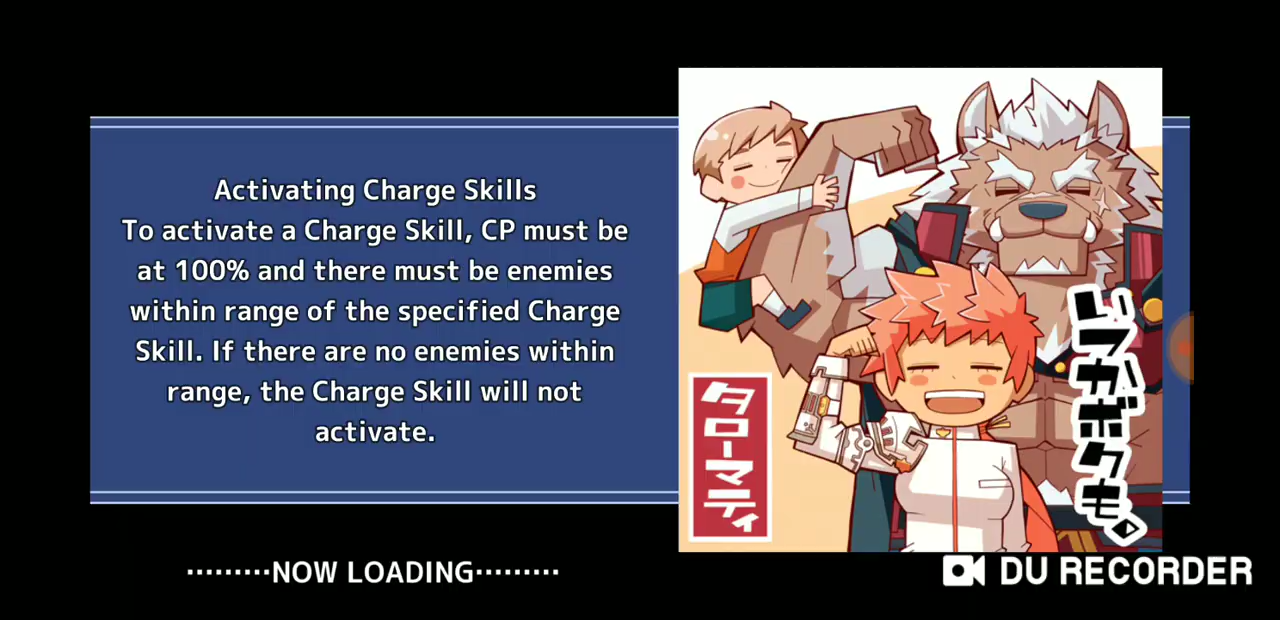 Activating Charge Skills
To activate a Charge Skill, CP must be
at 100% and there must be enemies
within range of the specified Charge
Skill. If there are no enemies within
range, the Charge Skill will not
activate.
タローマティ
いつかボクも。
·········NOW LOADING·········
DU RECORDER